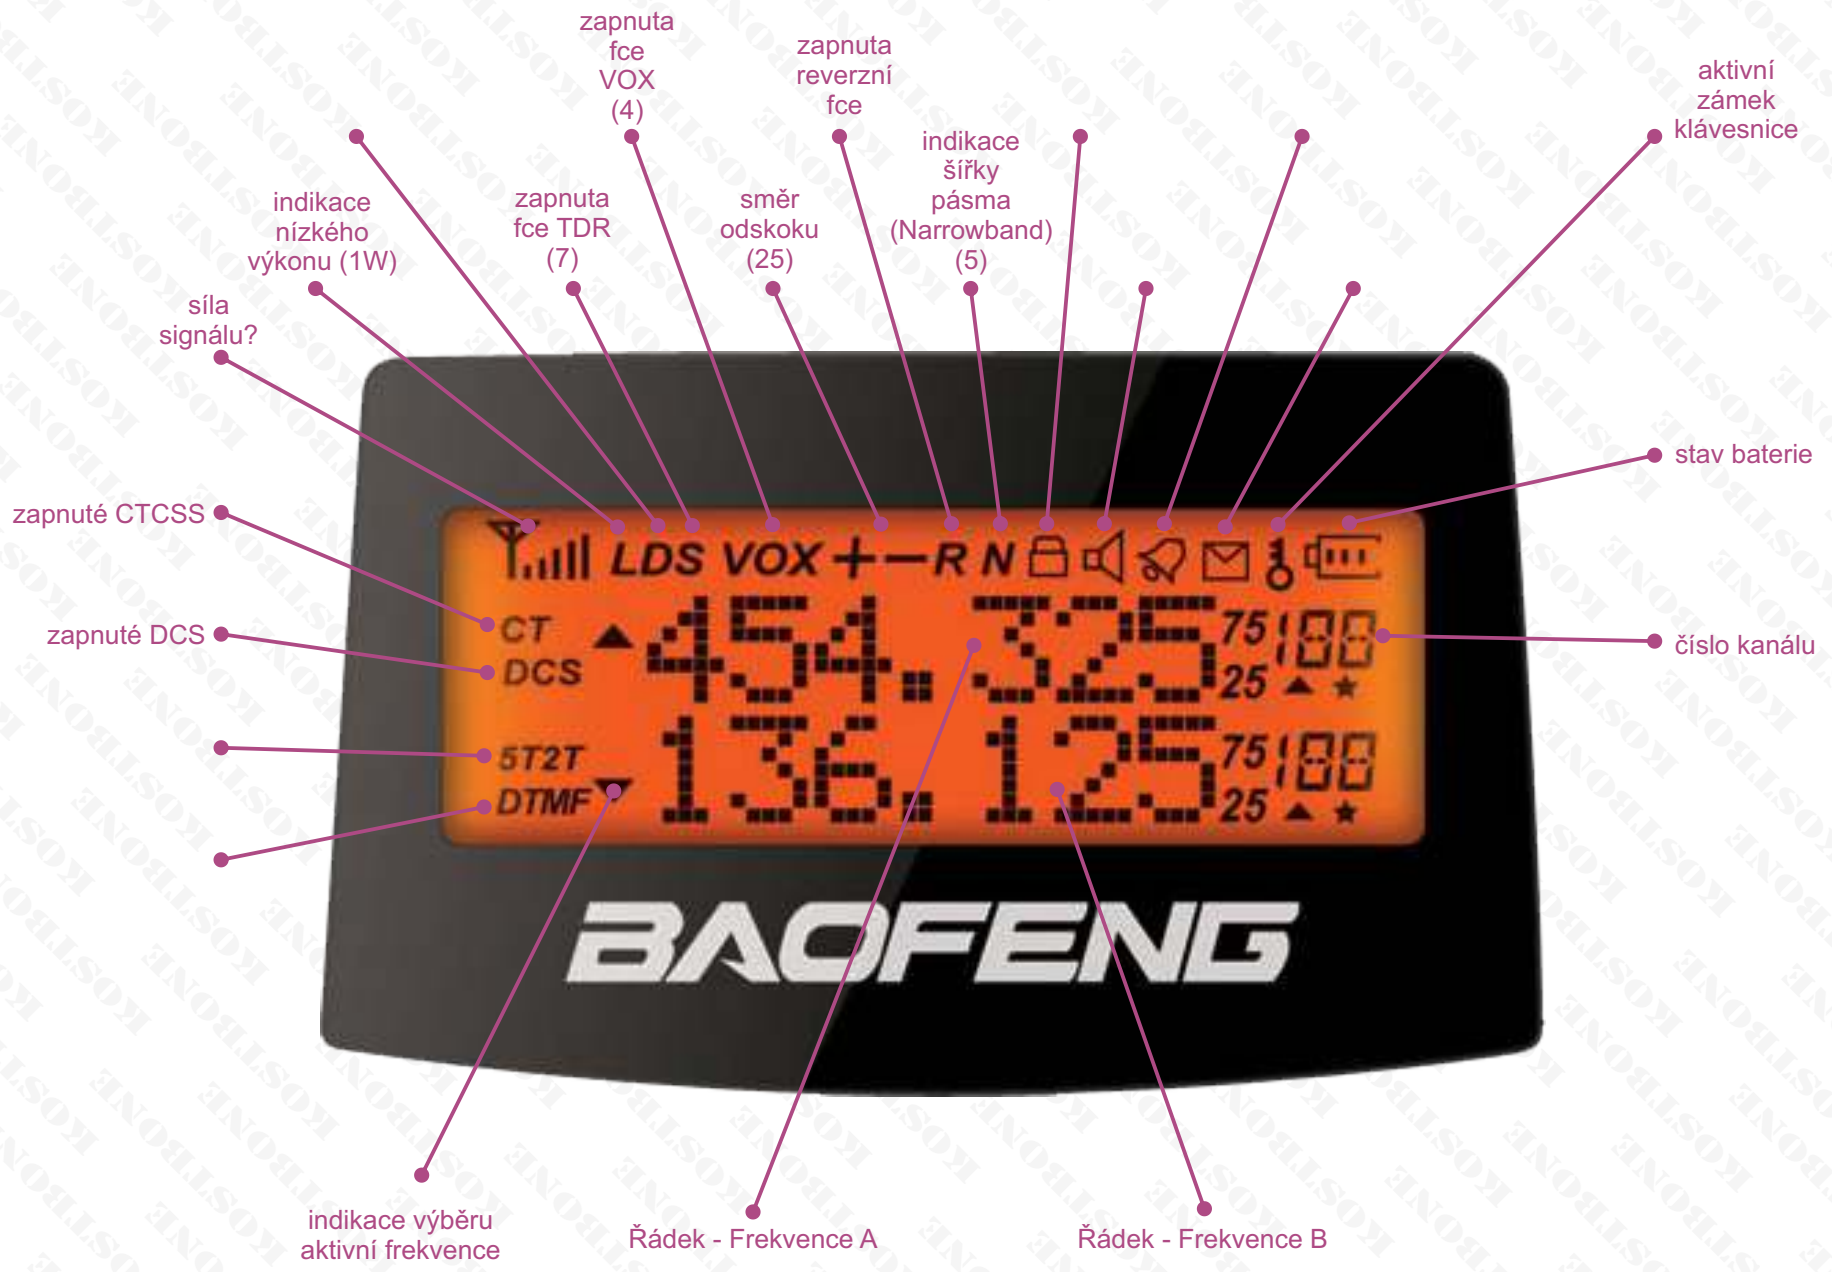 zapnuta
fce
VOX
(4)
zapnuta
reverzní
fce
aktivní
zámek
klávesnice
indikace
šířky
pásma
(Narrowband)
(5)
indikace
nízkého
výkonu (1W)
zapnuta
fce TDR
(7)
směr
odskoku
(25)
síla
signálu?
stav baterie
zapnuté CTCSS
LDS VOX +-R N
CT
454.325
75
100
zapnuté DCS
číslo kanálu
DCS
25
5T2T
136.125
75
100
DTMF
25
BAOFENG
indikace výběru
aktivní frekvence
Řádek - Frekvence A
Řádek - Frekvence B
KOSTBONE